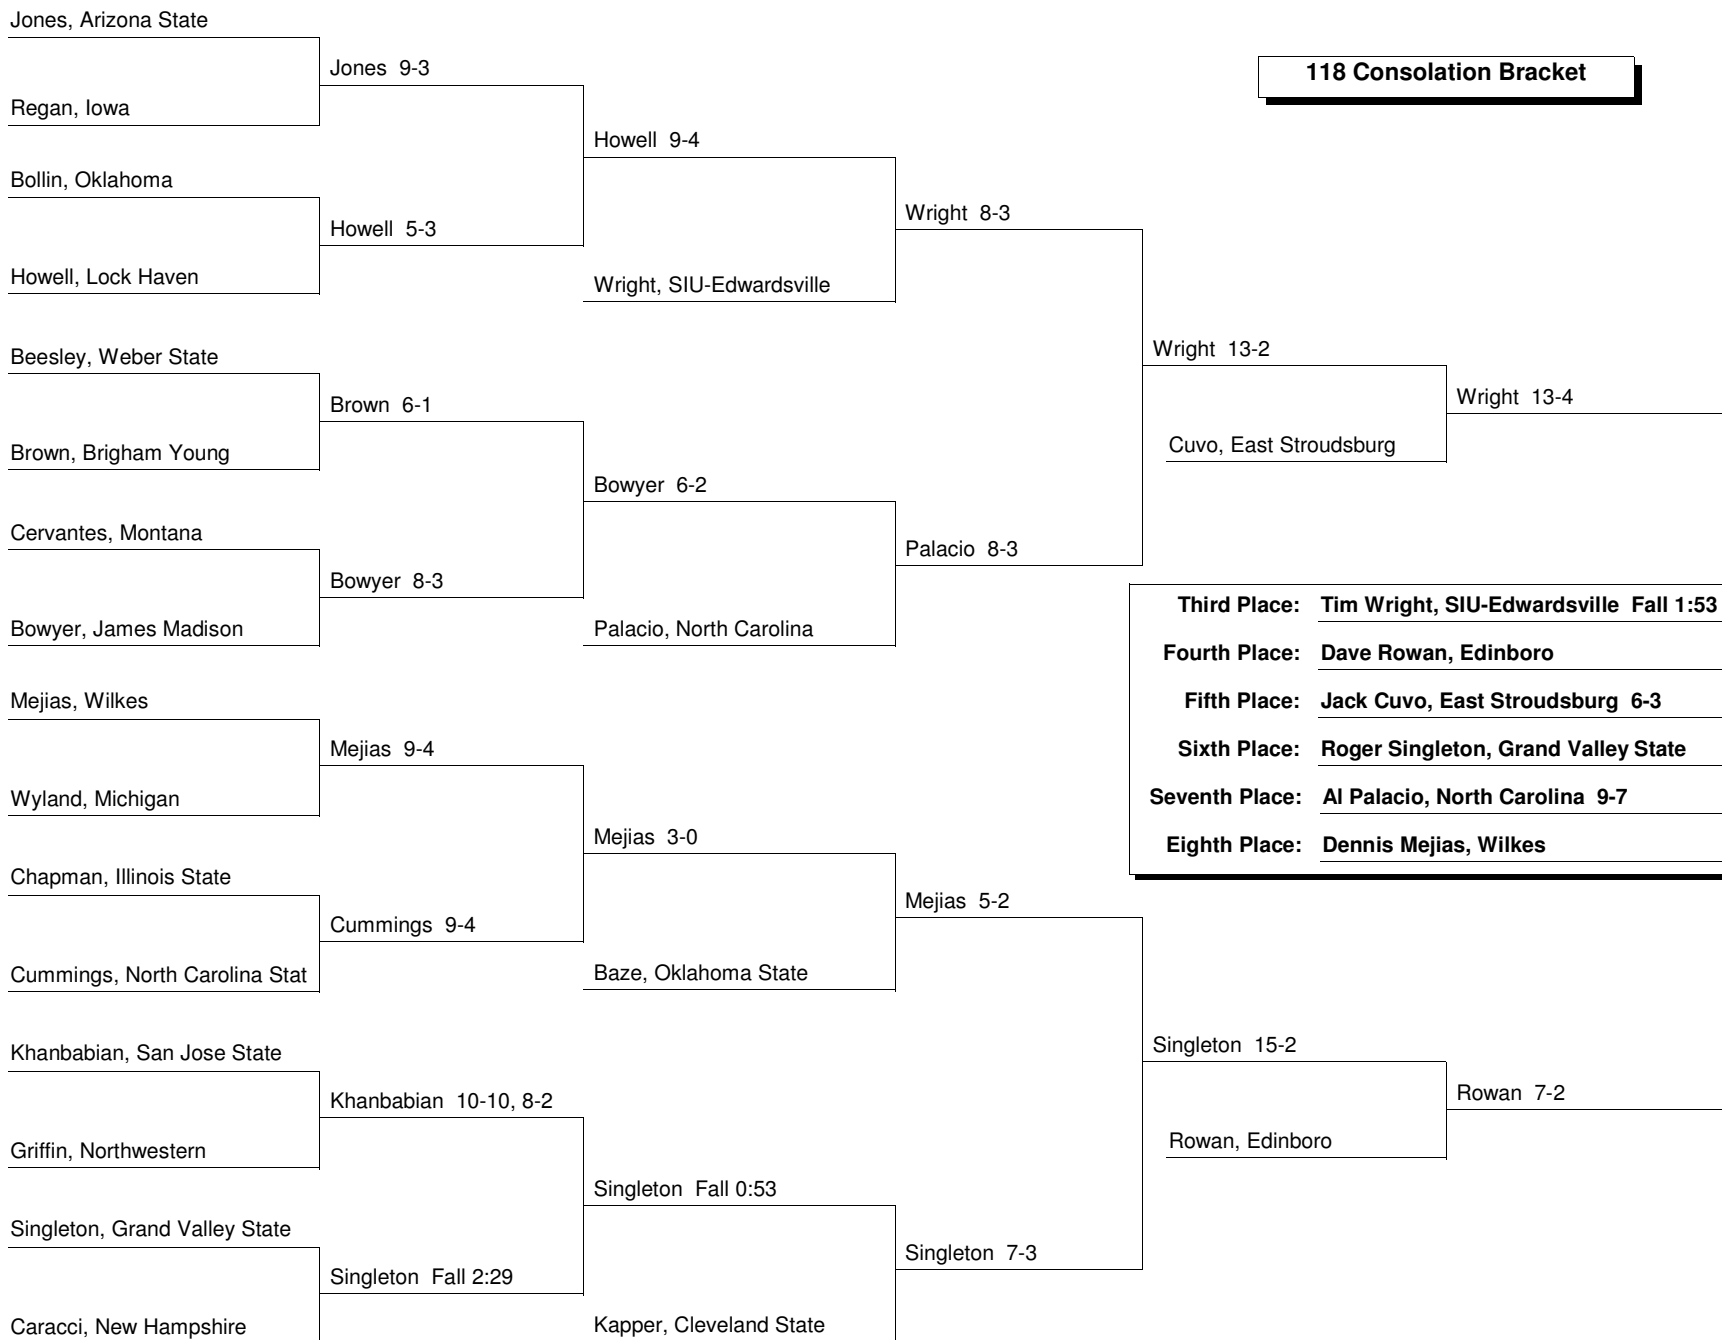 118 Consolation Bracket
Jones, Arizona State
Regan, Iowa
Bollin, Oklahoma
Howell, Lock Haven
Beesley, Weber State
Brown, Brigham Young
Cervantes, Montana
Bowyer, James Madison
Mejias, Wilkes
Wyland, Michigan
Chapman, Illinois State
Cummings, North Carolina Stat
Khanbabian, San Jose State
Griffin, Northwestern
Singleton, Grand Valley State
Caracci, New Hampshire
Jones 9-3
Howell 5-3
Brown 6-1
Bowyer 8-3
Mejias 9-4
Cummings 9-4
Khanbabian 10-10, 8-2
Singleton Fall 2:29
Howell 9-4
Wright, SIU-Edwardsville
Bowyer 6-2
Palacio, North Carolina
Mejias 3-0
Baze, Oklahoma State
Singleton Fall 0:53
Kapper, Cleveland State
Wright 8-3
Palacio 8-3
Mejias 5-2
Singleton 7-3
Wright 13-2
Cuvo, East Stroudsburg
Singleton 15-2
Rowan, Edinboro
Wright 13-4
Rowan 7-2
Third Place: Tim Wright, SIU-Edwardsville Fall 1:53
Fourth Place: Dave Rowan, Edinboro
Fifth Place: Jack Cuvo, East Stroudsburg 6-3
Sixth Place: Roger Singleton, Grand Valley State
Seventh Place: Al Palacio, North Carolina 9-7
Eighth Place: Dennis Mejias, Wilkes